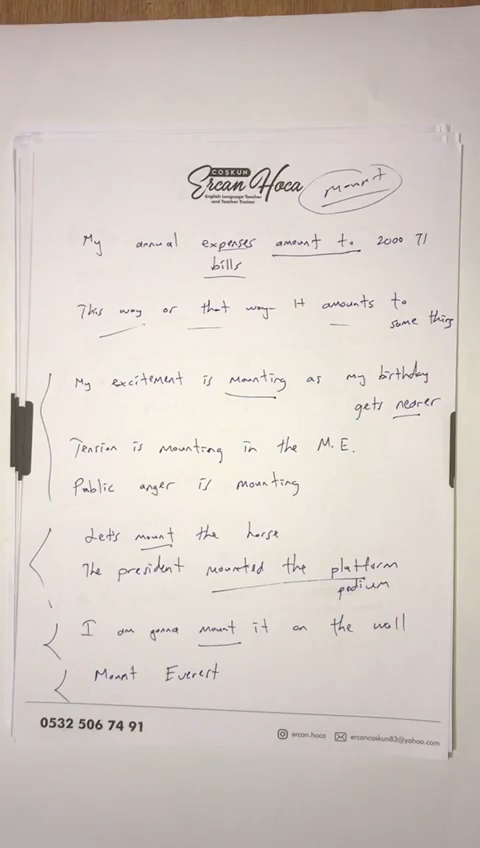 COŞKUN
Ercan Hoca
English Language Teacher
and Teacher Trainer
mount
My annual expenses amount to 2000 Tl
bills
This way or that way It amounts to
some thing
My excitement is mounting as my birthday
gets nearer
Tension is mounting in the M.E.
Public anger is mounting
Let's mount the horse
The president mounted the platform
podium
I am gonna mount it on the wall
Mount Everest
0532 506 74 91
ercan.hoco
ercancoskun83@yahoo.com